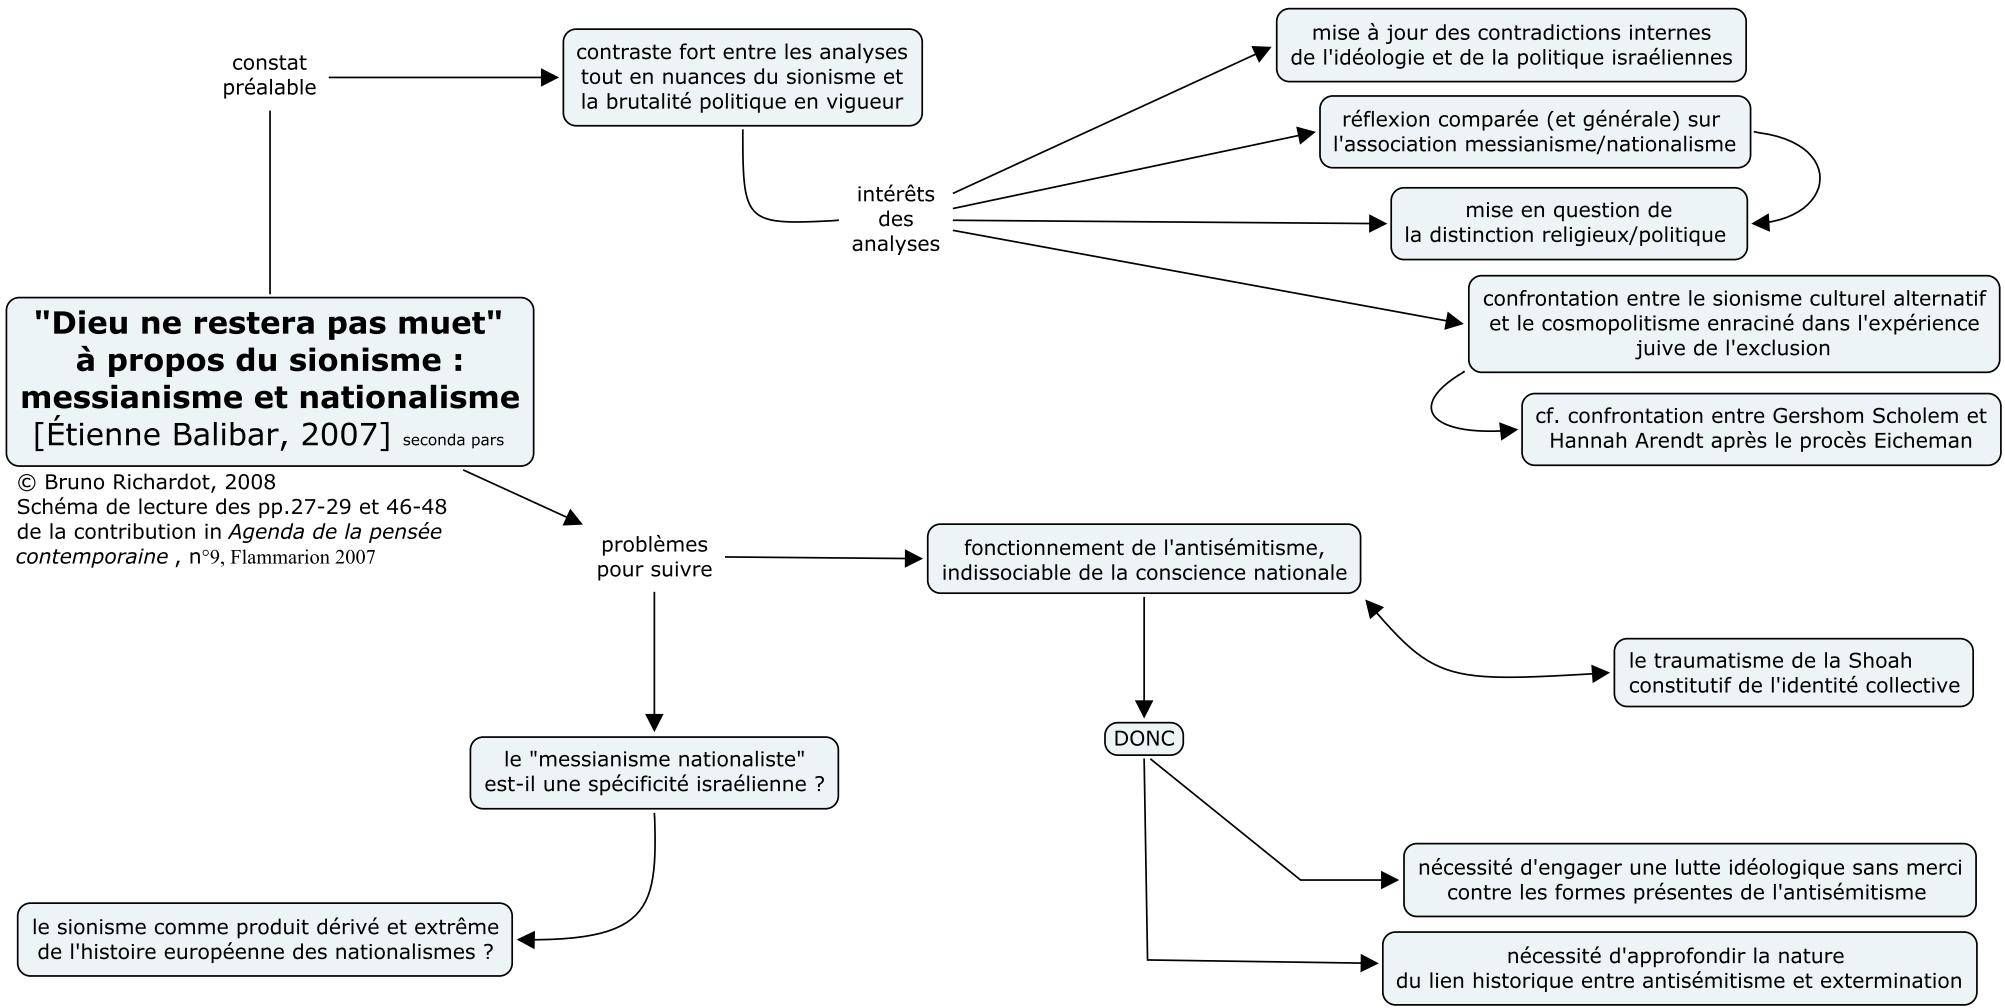 constat
préalable
contraste fort entre les analyses
tout en nuances du sionisme et
la brutalité politique en vigueur
intérêts
des
analyses
mise à jour des contradictions internes
de l'idéologie et de la politique israéliennes
réflexion comparée (et générale) sur
l'association messianisme/nationalisme
mise en question de
la distinction religieux/politique
confrontation entre le sionisme culturel alternatif
et le cosmopolitisme enraciné dans l'expérience
juive de l'exclusion
cf. confrontation entre Gershom Scholem et
Hannah Arendt après le procès Eicheman
"Dieu ne restera pas muet"
à propos du sionisme :
messianisme et nationalisme
[Étienne Balibar, 2007] seconda pars
© Bruno Richardot, 2008
Schéma de lecture des pp.27-29 et 46-48
de la contribution in Agenda de la pensée
contemporaine , n°9, Flammarion 2007
problèmes
pour suivre
fonctionnement de l'antisémitisme,
indissociable de la conscience nationale
le traumatisme de la Shoah
constitutif de l'identité collective
DONC
le "messianisme nationaliste"
est-il une spécificité israélienne ?
le sionisme comme produit dérivé et extrême
de l'histoire européenne des nationalismes ?
nécessité d'engager une lutte idéologique sans merci
contre les formes présentes de l'antisémitisme
nécessité d'approfondir la nature
du lien historique entre antisémitisme et extermination